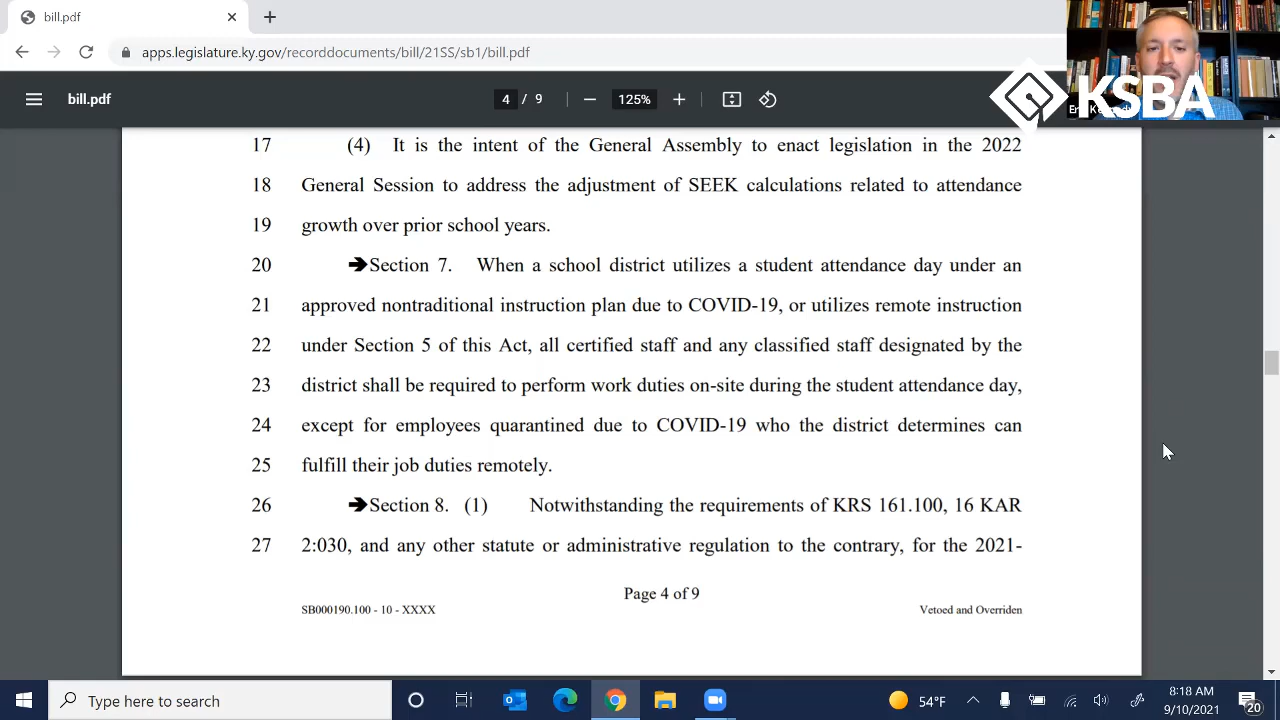 bill.pdf
apps.legislature.ky.gov/recorddocuments/bill/21SS/sb1/bill.pdf
bill.pdf
4 / 9
125%
KSBA
17 (4) It is the intent of the General Assembly to enact legislation in the 2022
18 General Session to address the adjustment of SEEK calculations related to attendance
19 growth over prior school years.
20 ➔Section 7. When a school district utilizes a student attendance day under an
21 approved nontraditional instruction plan due to COVID-19, or utilizes remote instruction
22 under Section 5 of this Act, all certified staff and any classified staff designated by the
23 district shall be required to perform work duties on-site during the student attendance day,
24 except for employees quarantined due to COVID-19 who the district determines can
25 fulfill their job duties remotely.
26 ➔Section 8. (1) Notwithstanding the requirements of KRS 161.100, 16 KAR
27 2:030, and any other statute or administrative regulation to the contrary, for the 2021-
Page 4 of 9
SB000190.100 - 10 - XXXX Vetoed and Overriden
Type here to search
54°F
8:18 AM
9/10/2021
20